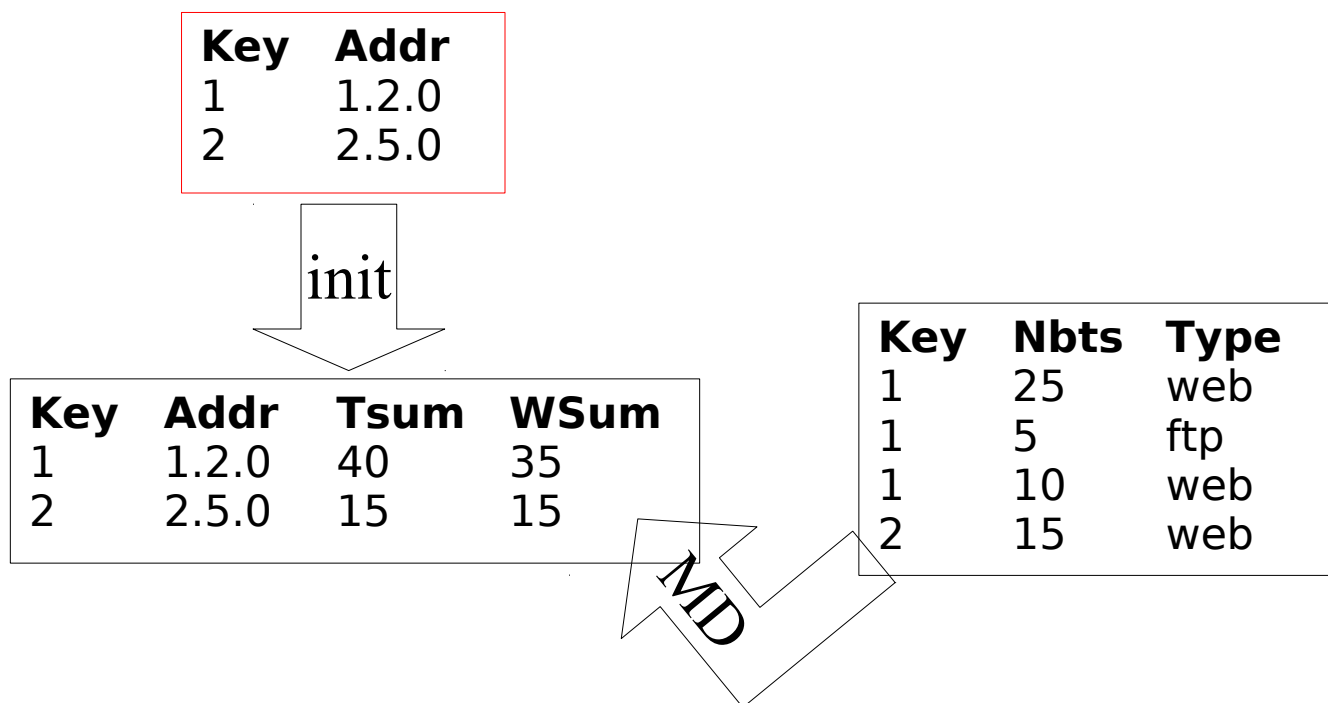 Key Addr
1 1.2.0
2 2.5.0
init
Key Addr Tsum WSum
1 1.2.0 40 35
2 2.5.0 15 15
Key Nbts Type
1 25 web
1 5 ftp
1 10 web
2 15 web
MD